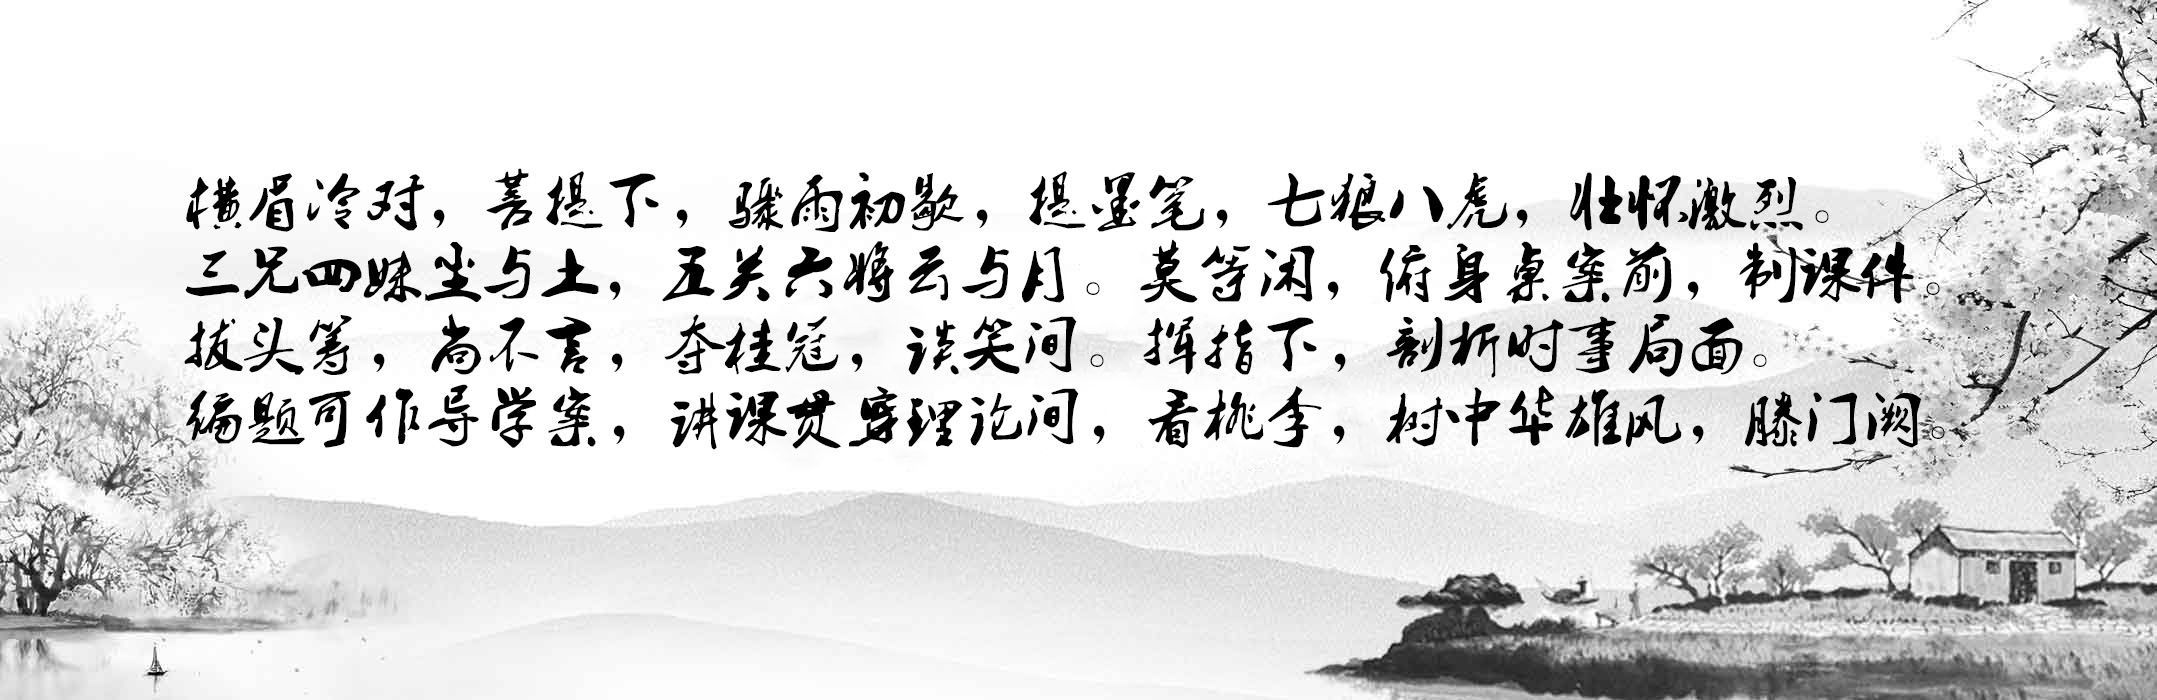 横眉冷对，菩提下，骤雨初歇，提墨笔，七狼八虎，壮怀激烈。
三兄四妹尘与土，五关六将云与月。莫等闲，俯身桌案前，制课件。
拔头筹，尚不言，夺桂冠，谈笑间。挥指下，剖析时事局面。
编题可作导学案，讲课贯穿理论间，看桃李，树中华雄风，滕门阙。